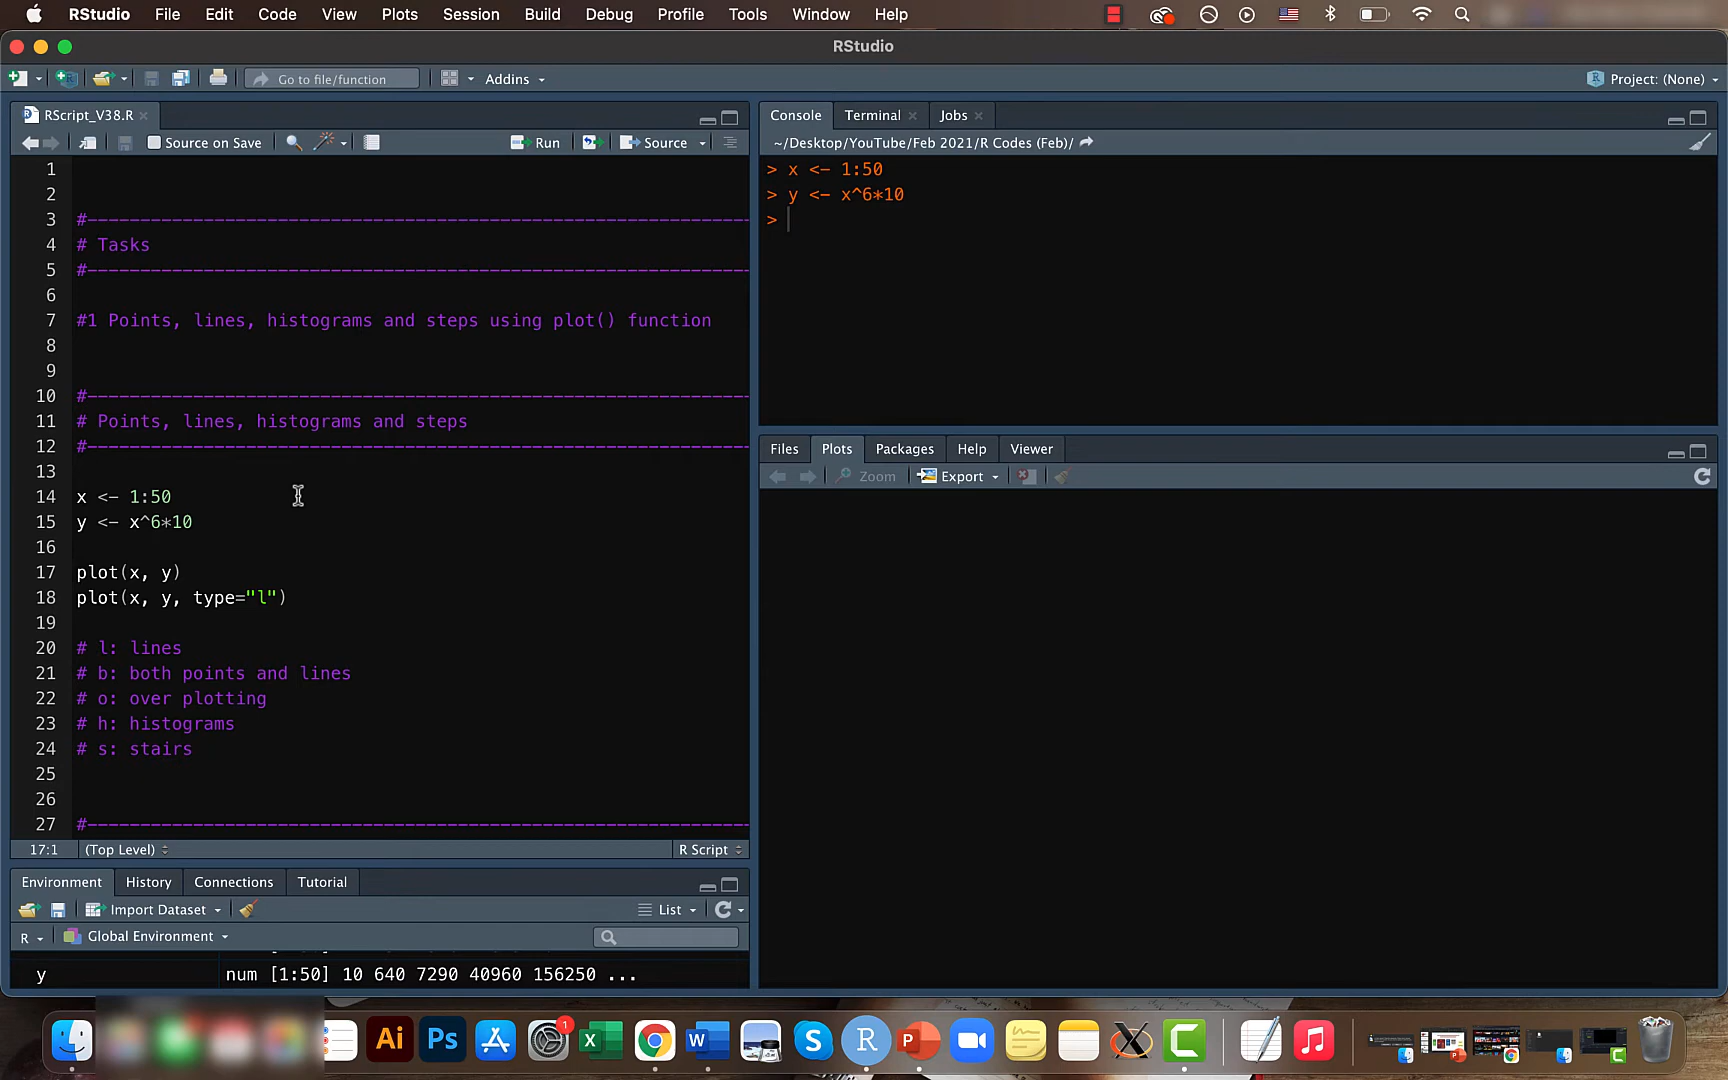 RStudio File Edit Code View Plots Session Build Debug Profile Tools Window Help
RStudio
Go to file/function Addins Project: (None)
RScript_V38.R
Source on Save Run Source
1
2
3 #---------------------------------------------------------------
4 # Tasks
5 #---------------------------------------------------------------
6
7 #1 Points, lines, histograms and steps using plot() function
8
9
10 #---------------------------------------------------------------
11 # Points, lines, histograms and steps
12 #---------------------------------------------------------------
13
14 x <- 1:50
15 y <- x^6*10
16
17 plot(x, y)
18 plot(x, y, type="l")
19
20 # l: lines
21 # b: both points and lines
22 # o: over plotting
23 # h: histograms
24 # s: stairs
25
26
27 #---------------------------------------------------------------
17:1 (Top Level) R Script
Environment History Connections Tutorial
Import Dataset List
R Global Environment
y num [1:50] 10 640 7290 40960 156250 ...
Console Terminal Jobs
~/Desktop/YouTube/Feb 2021/R Codes (Feb)/
> x <- 1:50
> y <- x^6*10
>
Files Plots Packages Help Viewer
Zoom Export
Ai Ps 1 X W S R P